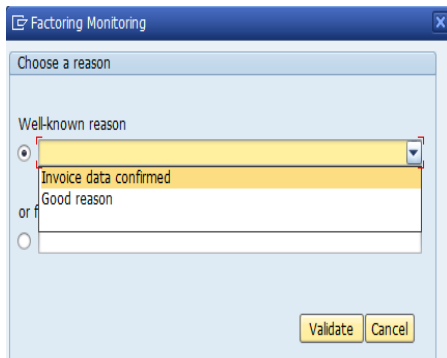 Factoring Monitoring
Choose a reason
Well-known reason
Invoice data confirmed
Good reason
or
Validate Cancel